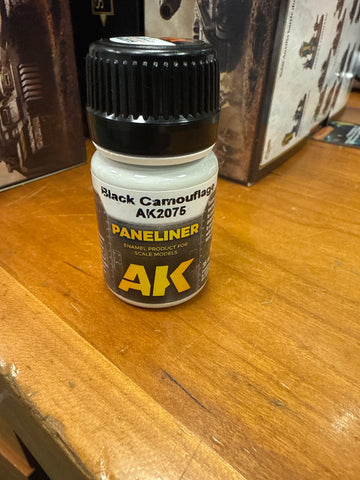 Black Camouflage
AK2075
PANELINER
ENAMEL PRODUCT FOR
SCALE MODELS
AK